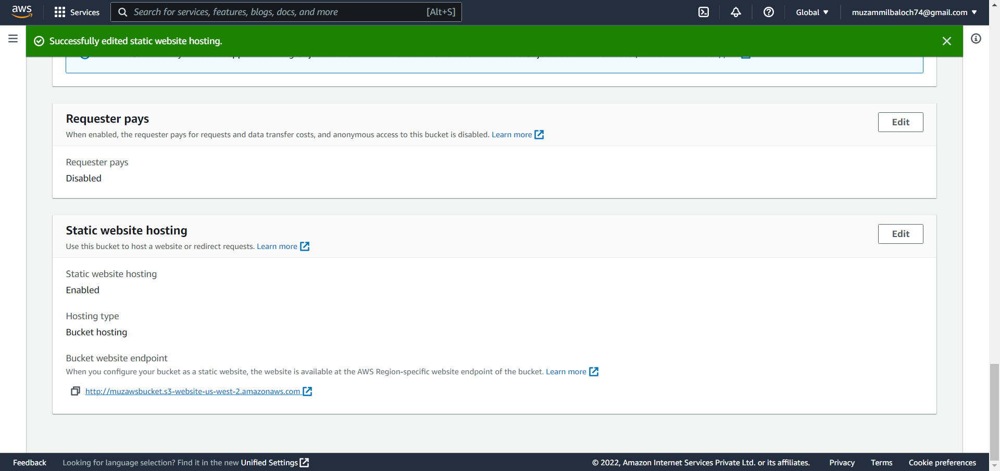 aws
Services
Search for services, features, blogs, docs, and more [Alt+S]
Global
muzammilbaloch74@gmail.com
Successfully edited static website hosting.
Requester pays
Edit
When enabled, the requester pays for requests and data transfer costs, and anonymous access to this bucket is disabled. Learn more
Requester pays
Disabled
Static website hosting
Edit
Use this bucket to host a website or redirect requests. Learn more
Static website hosting
Enabled
Hosting type
Bucket hosting
Bucket website endpoint
When you configure your bucket as a static website, the website is available at the AWS Region-specific website endpoint of the bucket. Learn more
http://muzawsbucket.s3-website-us-west-2.amazonaws.com
Feedback Looking for language selection? Find it in the new Unified Settings © 2022, Amazon Internet Services Private Ltd. or its affiliates. Privacy Terms Cookie preferences